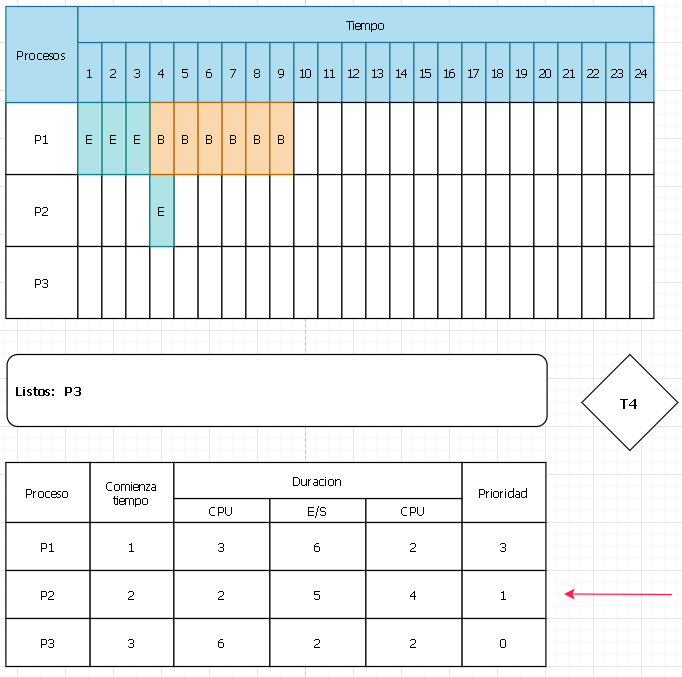 Tiempo
Procesos
1 2 3 4 5 6 7 8 9 10 11 12 13 14 15 16 17 18 19 20 21 22 23 24
P1 E E E B B B B B B
P2 E
P3
Listos: P3
T4
Proceso Comienza tiempo Duracion Prioridad
CPU E/S CPU
P1 1 3 6 2 3
P2 2 2 5 4 1
P3 3 6 2 2 0